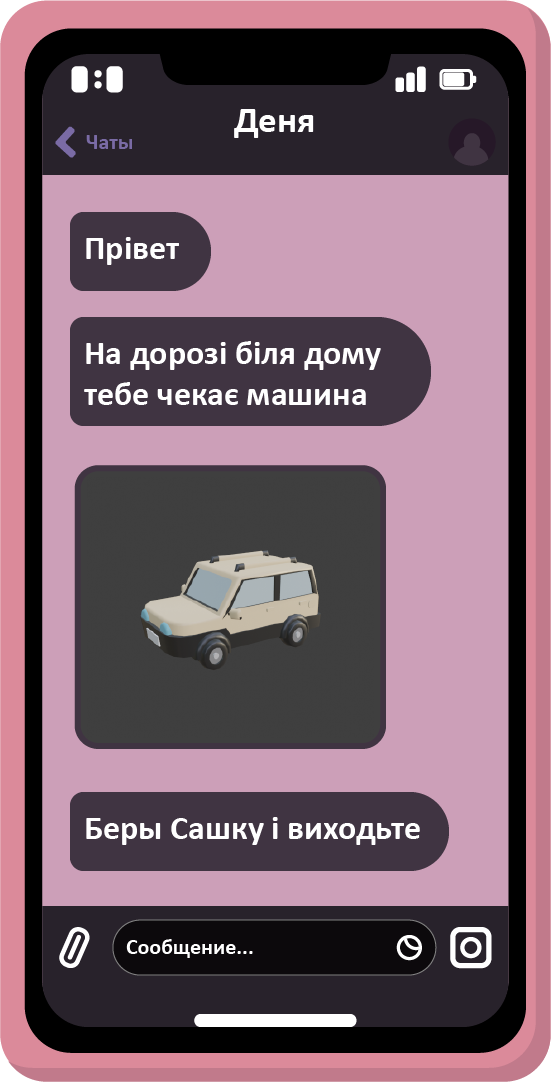 Деня
Чаты
Прівет
На дорозі біля дому
тебе чекає машина
Беры Сашку і виходьте
Сообщение...